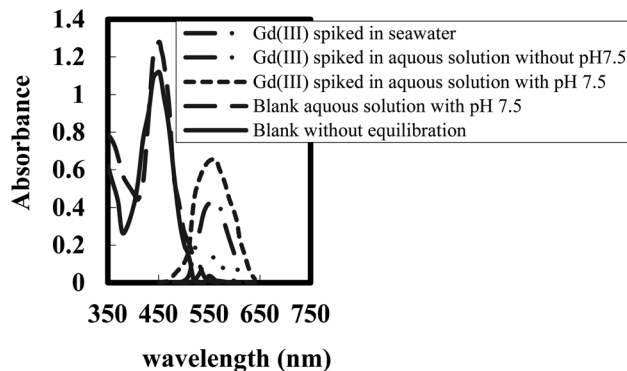 1.4
1.2
1
0.8
0.6
0.4
0.2
0
Absorbance
Gd(III) spiked in seawater
Gd(III) spiked in aquous solution without pH7.5
Gd(III) spiked in aquous solution with pH 7.5
Blank aquous solution with pH 7.5
Blank without equilibration
350 450 550 650 750
wavelength (nm)